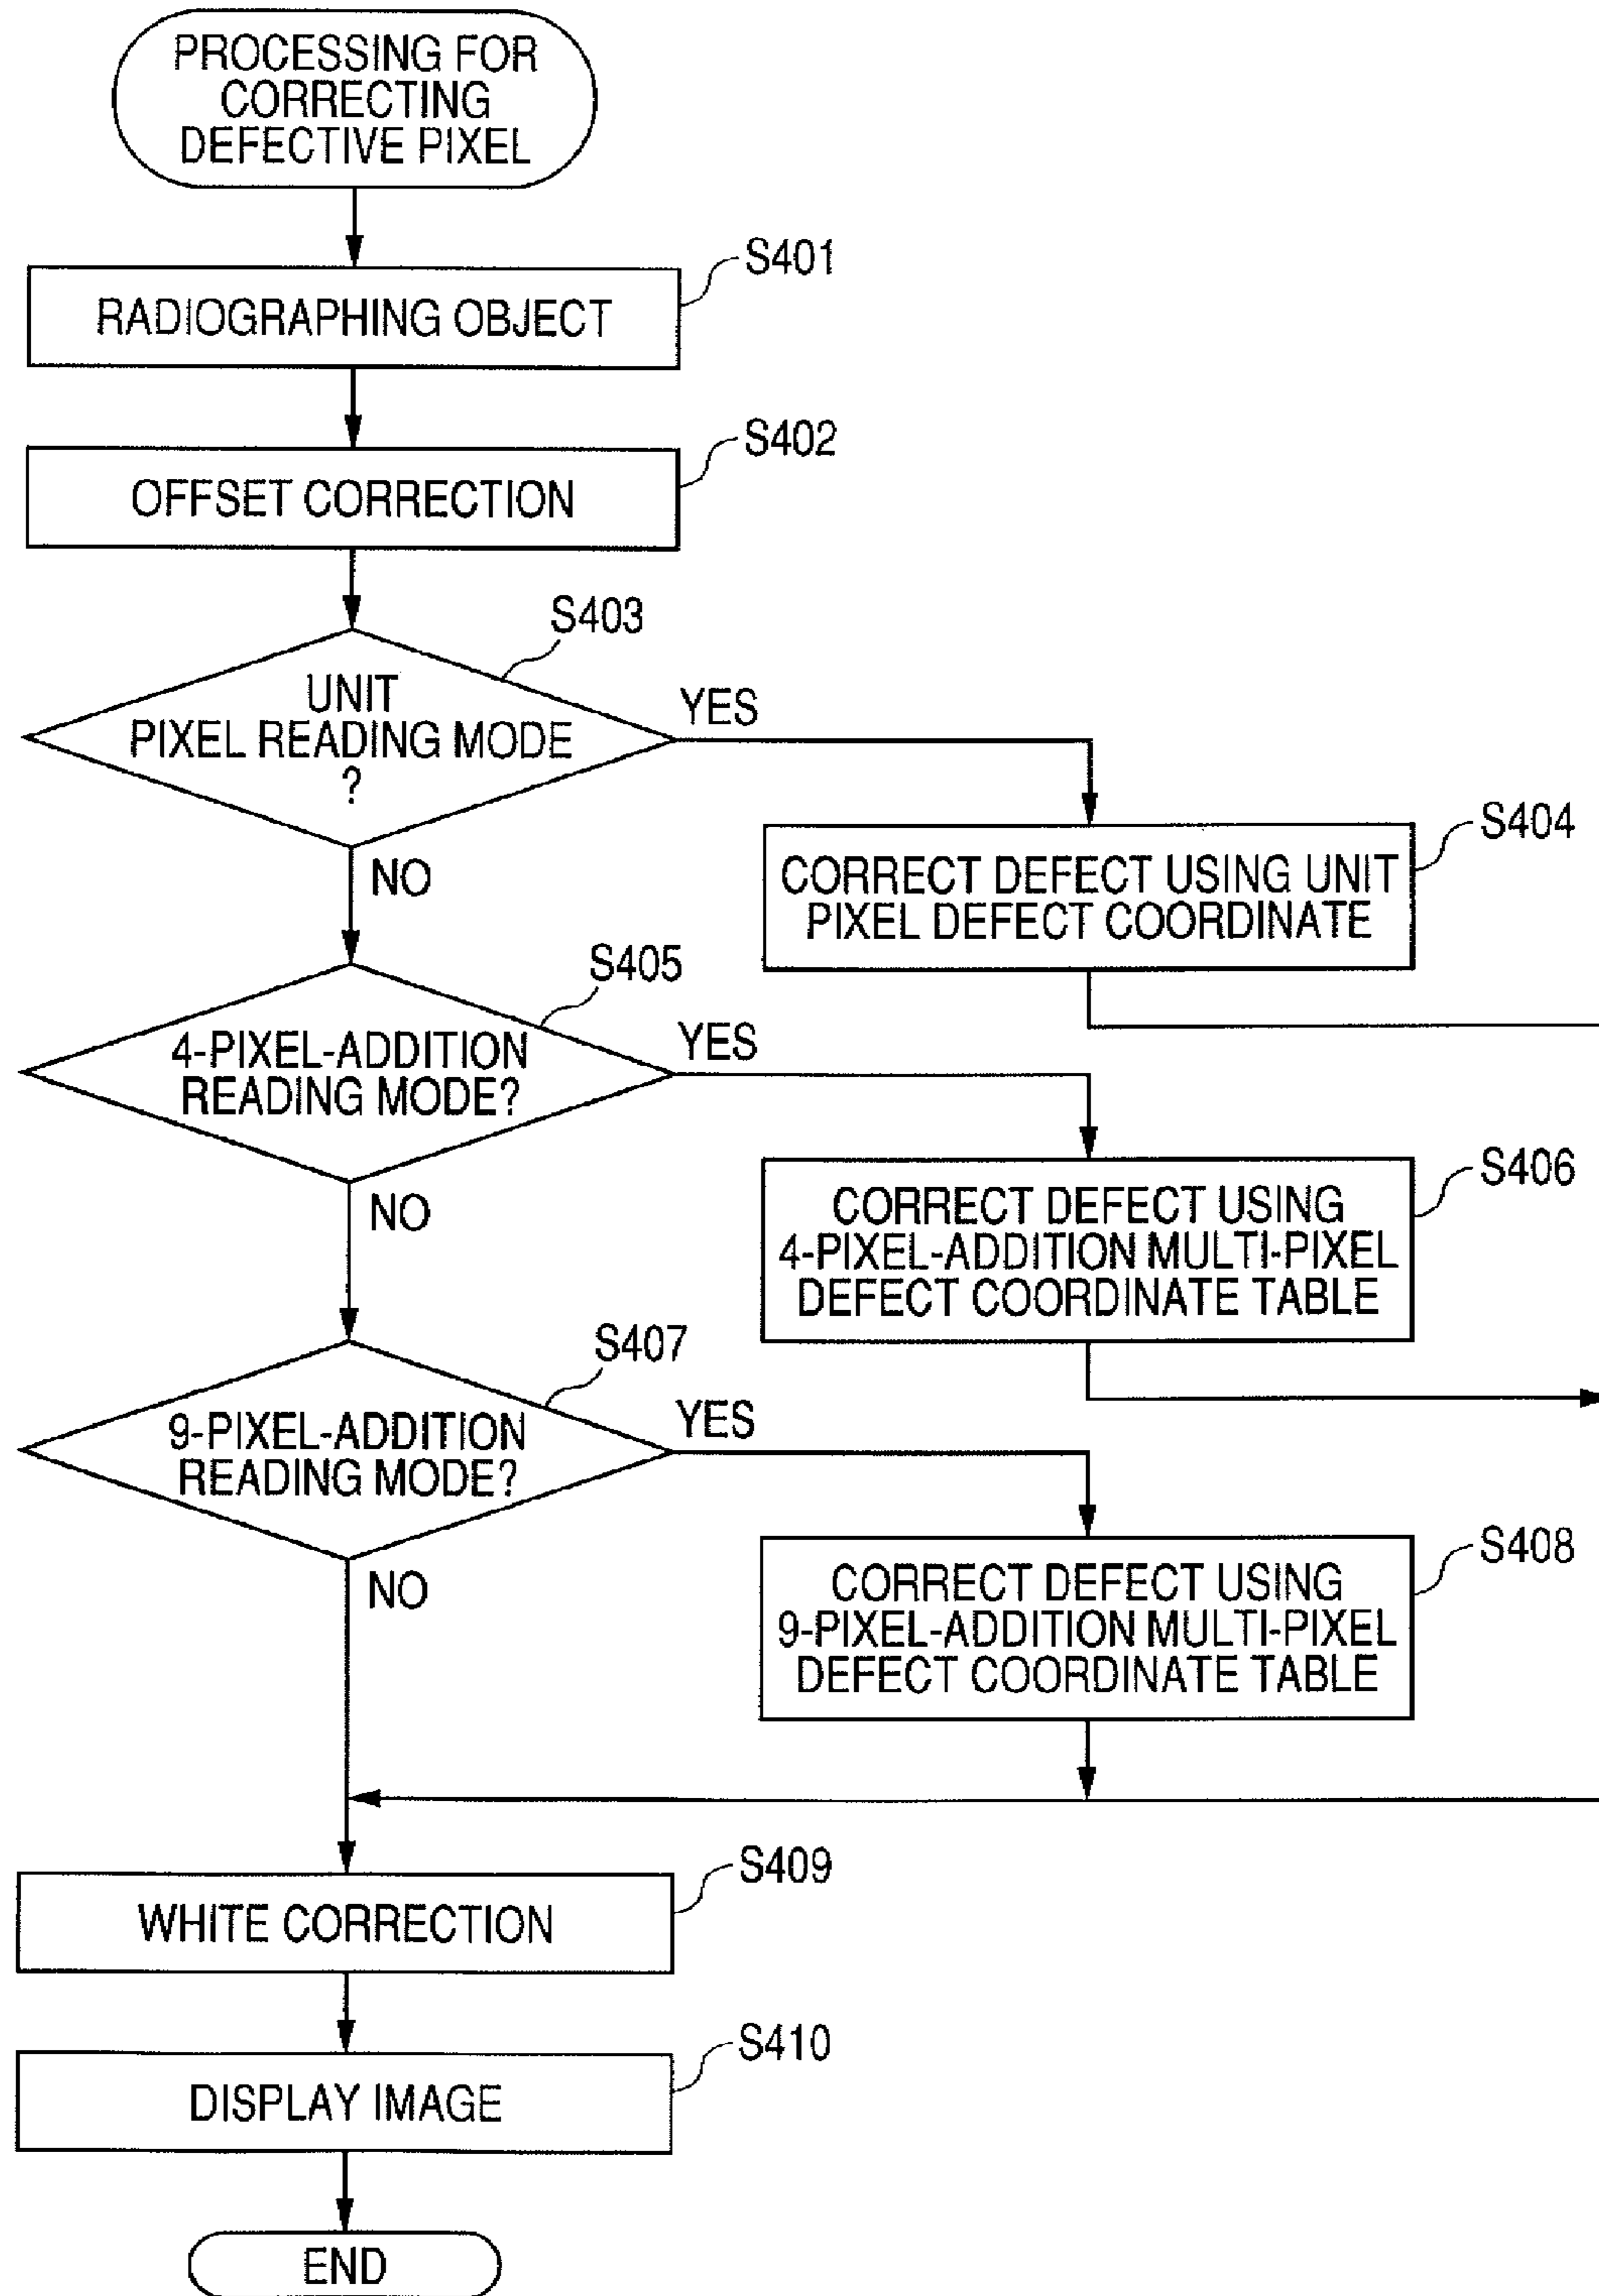 PROCESSING FOR
CORRECTING
DEFECTIVE PIXEL
S401
RADIOGRAPHING OBJECT
S402
OFFSET CORRECTION
S403
UNIT
PIXEL READING MODE
?
YES
NO
S404
CORRECT DEFECT USING UNIT
PIXEL DEFECT COORDINATE
S405
4-PIXEL-ADDITION
READING MODE?
YES
NO
S406
CORRECT DEFECT USING
4-PIXEL-ADDITION MULTI-PIXEL
DEFECT COORDINATE TABLE
S407
9-PIXEL-ADDITION
READING MODE?
YES
NO
S408
CORRECT DEFECT USING
9-PIXEL-ADDITION MULTI-PIXEL
DEFECT COORDINATE TABLE
S409
WHITE CORRECTION
S410
DISPLAY IMAGE
END